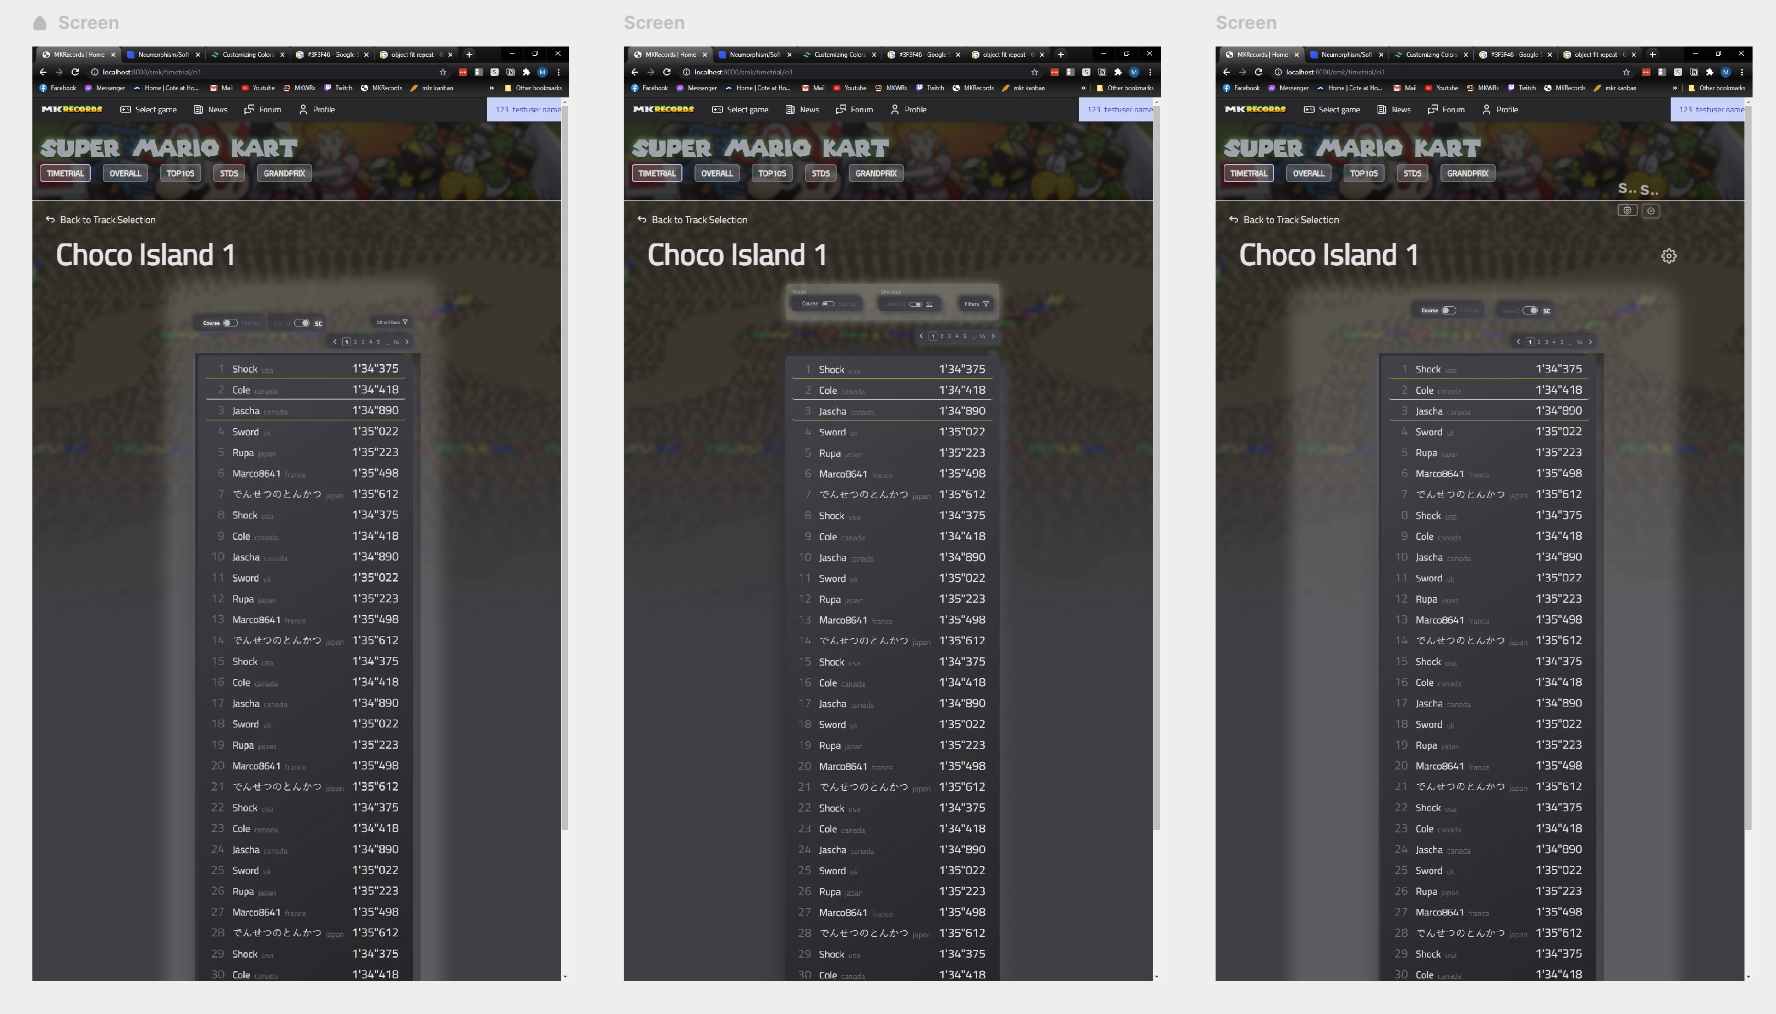 Screen
MKRecords | Home
Neumorphism/Soft
Customizing Colors
#3F3F46 - Google S
object fit repeat - G
localhost:8000/smk/timetrial/ci1
Facebook Messenger Home | Cote at Ho... Mail Youtube MKWRs Twitch MKRecords mkr kanban » Other bookmarks
MKRECORDS Select game News Forum Profile 123 testuser name
SUPER MARIO KART
TIMETRIAL OVERALL TOP10S STDS GRANDPRIX
Back to Track Selection
Choco Island 1
Course SC Other Filters
1 2 3 4 5 ... 14
1 Shock usa 1'34"375
2 Cole canada 1'34"418
3 Jascha canada 1'34"890
4 Sword uk 1'35"022
5 Rupa japan 1'35"223
6 Marco8641 france 1'35"498
7 でんせつのとんかつ japan 1'35"612
8 Shock usa 1'34"375
9 Cole canada 1'34"418
10 Jascha canada 1'34"890
11 Sword uk 1'35"022
12 Rupa japan 1'35"223
13 Marco8641 france 1'35"498
14 でんせつのとんかつ japan 1'35"612
15 Shock usa 1'34"375
16 Cole canada 1'34"418
17 Jascha canada 1'34"890
18 Sword uk 1'35"022
19 Rupa japan 1'35"223
20 Marco8641 france 1'35"498
21 でんせつのとんかつ japan 1'35"612
22 Shock usa 1'34"375
23 Cole canada 1'34"418
24 Jascha canada 1'34"890
25 Sword uk 1'35"022
26 Rupa japan 1'35"223
27 Marco8641 france 1'35"498
28 でんせつのとんかつ japan 1'35"612
29 Shock usa 1'34"375
30 Cole canada 1'34"418
Screen
MKRecords | Home
Neumorphism/Soft
Customizing Colors
#3F3F46 - Google S
object fit repeat - G
localhost:8000/smk/timetrial/ci1
Facebook Messenger Home | Cote at Ho... Mail Youtube MKWRs Twitch MKRecords mkr kanban » Other bookmarks
MKRECORDS Select game News Forum Profile 123 testuser name
SUPER MARIO KART
TIMETRIAL OVERALL TOP10S STDS GRANDPRIX
Back to Track Selection
Choco Island 1
Mode Shortcut
Course Non-SC SC Filters
1 2 3 4 5 ... 14
1 Shock usa 1'34"375
2 Cole canada 1'34"418
3 Jascha canada 1'34"890
4 Sword uk 1'35"022
5 Rupa japan 1'35"223
6 Marco8641 france 1'35"498
7 でんせつのとんかつ japan 1'35"612
8 Shock usa 1'34"375
9 Cole canada 1'34"418
10 Jascha canada 1'34"890
11 Sword uk 1'35"022
12 Rupa japan 1'35"223
13 Marco8641 france 1'35"498
14 でんせつのとんかつ japan 1'35"612
15 Shock usa 1'34"375
16 Cole canada 1'34"418
17 Jascha canada 1'34"890
18 Sword uk 1'35"022
19 Rupa japan 1'35"223
20 Marco8641 france 1'35"498
21 でんせつのとんかつ japan 1'35"612
22 Shock usa 1'34"375
23 Cole canada 1'34"418
24 Jascha canada 1'34"890
25 Sword uk 1'35"022
26 Rupa japan 1'35"223
27 Marco8641 france 1'35"498
28 でんせつのとんかつ japan 1'35"612
29 Shock usa 1'34"375
30 Cole canada 1'34"418
Screen
MKRecords | Home
Neumorphism/Soft
Customizing Colors
#3F3F46 - Google S
object fit repeat - G
localhost:8000/smk/timetrial/ci1
Facebook Messenger Home | Cote at Ho... Mail Youtube MKWRs Twitch MKRecords mkr kanban » Other bookmarks
MKRECORDS Select game News Forum Profile 123 testuser name
SUPER MARIO KART
TIMETRIAL OVERALL TOP10S STDS GRANDPRIX
S.. S..
Back to Track Selection
Choco Island 1
Course SC
1 2 3 4 5 ... 14
1 Shock usa 1'34"375
2 Cole canada 1'34"418
3 Jascha canada 1'34"890
4 Sword uk 1'35"022
5 Rupa japan 1'35"223
6 Marco8641 france 1'35"498
7 でんせつのとんかつ japan 1'35"612
8 Shock usa 1'34"375
9 Cole canada 1'34"418
10 Jascha canada 1'34"890
11 Sword uk 1'35"022
12 Rupa japan 1'35"223
13 Marco8641 france 1'35"498
14 でんせつのとんかつ japan 1'35"612
15 Shock usa 1'34"375
16 Cole canada 1'34"418
17 Jascha canada 1'34"890
18 Sword uk 1'35"022
19 Rupa japan 1'35"223
20 Marco8641 france 1'35"498
21 でんせつのとんかつ japan 1'35"612
22 Shock usa 1'34"375
23 Cole canada 1'34"418
24 Jascha canada 1'34"890
25 Sword uk 1'35"022
26 Rupa japan 1'35"223
27 Marco8641 france 1'35"498
28 でんせつのとんかつ japan 1'35"612
29 Shock usa 1'34"375
30 Cole canada 1'34"418